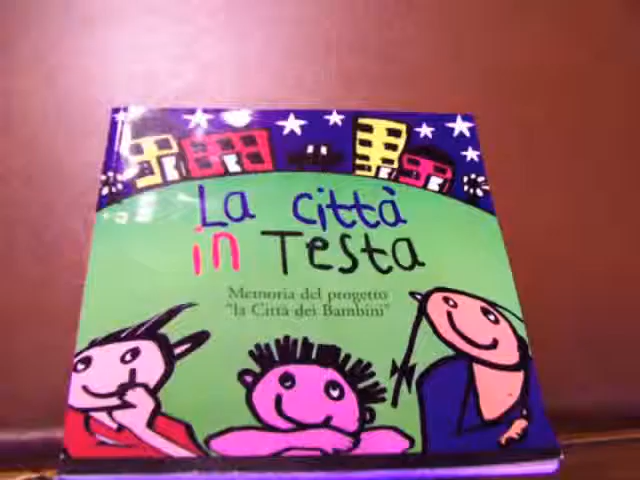 La città
in Testa
Memoria del progetto
"la Città dei Bambini"